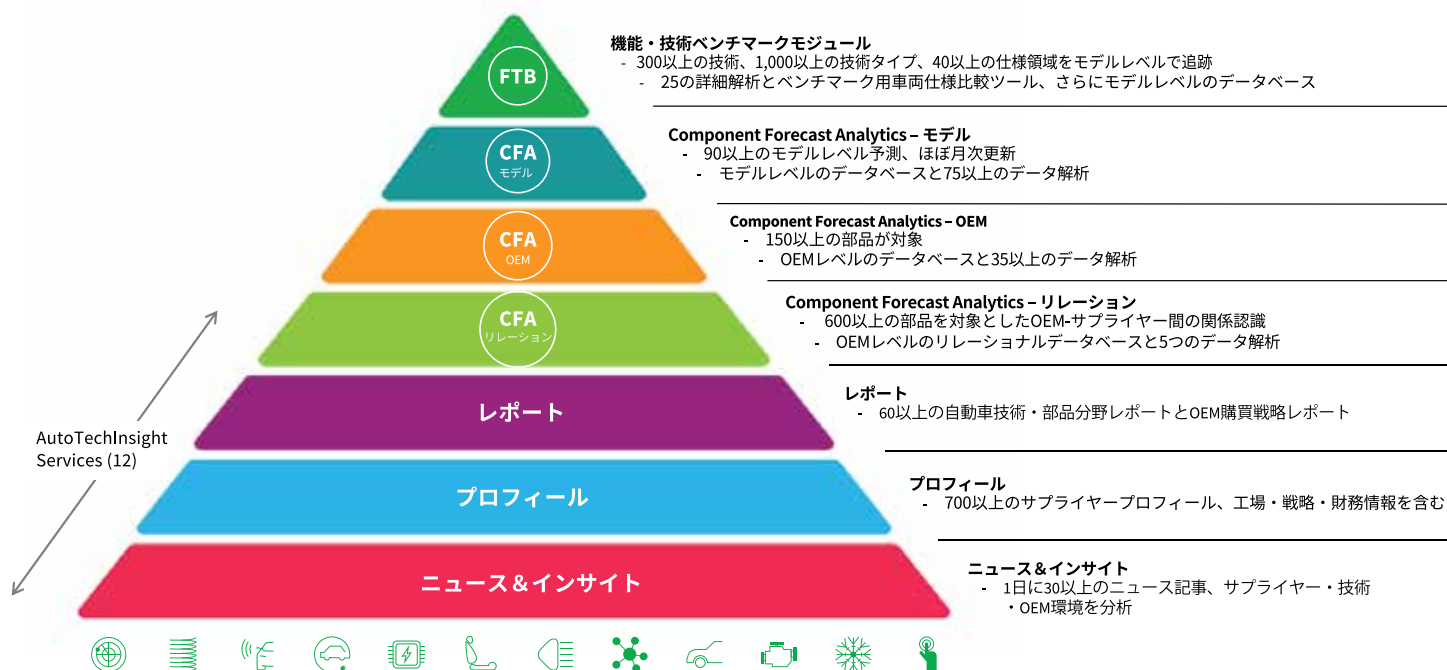 FTB
機能・技術ベンチマークモジュール
- 300以上の技術、1,000以上の技術タイプ、40以上の仕様領域をモデルレベルで追跡
- 25の詳細解析とベンチマーク用車両仕様比較ツール、さらにモデルレベルのデータベース
CFA
モデル
Component Forecast Analytics – モデル
- 90以上のモデルレベル予測、ほぼ月次更新
- モデルレベルのデータベースと75以上のデータ解析
CFA
OEM
Component Forecast Analytics – OEM
- 150以上の部品が対象
- OEMレベルのデータベースと35以上のデータ解析
CFA
リレーション
Component Forecast Analytics – リレーション
- 600以上の部品を対象としたOEM-サプライヤー間の関係認識
- OEMレベルのリレーショナルデータベースと5つのデータ解析
レポート
レポート
- 60以上の自動車技術・部品分野レポートとOEM購買戦略レポート
AutoTechInsight
Services (12)
プロフィール
プロフィール
- 700以上のサプライヤープロフィール、工場・戦略・財務情報を含む
ニュース＆インサイト
ニュース＆インサイト
- 1日に30以上のニュース記事、サプライヤー・技術
・OEM環境を分析